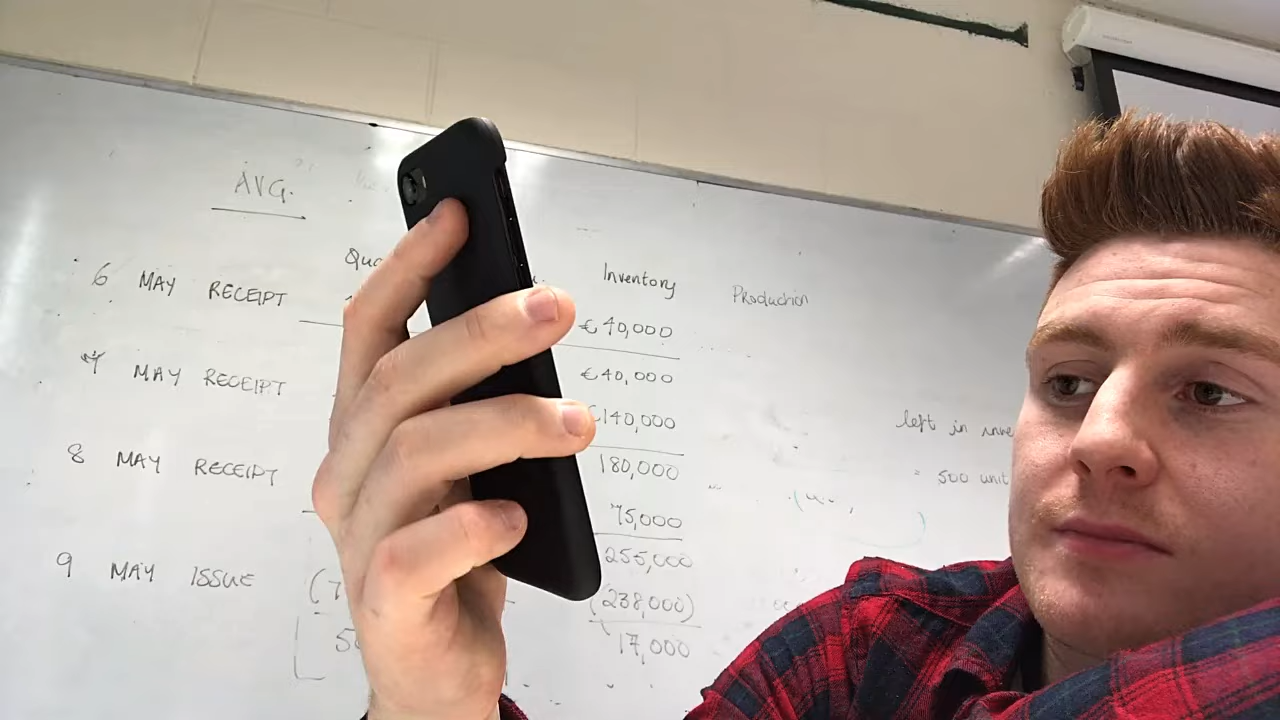 AVG.
Inventory Production
6 MAY RECEIPT €40,000
7 MAY RECEIPT €40,000
€140,000
left in
8 MAY RECEIPT 180,000
= 500 unit
75,000
255,000
9 MAY ISSUE (238,000)
17,000